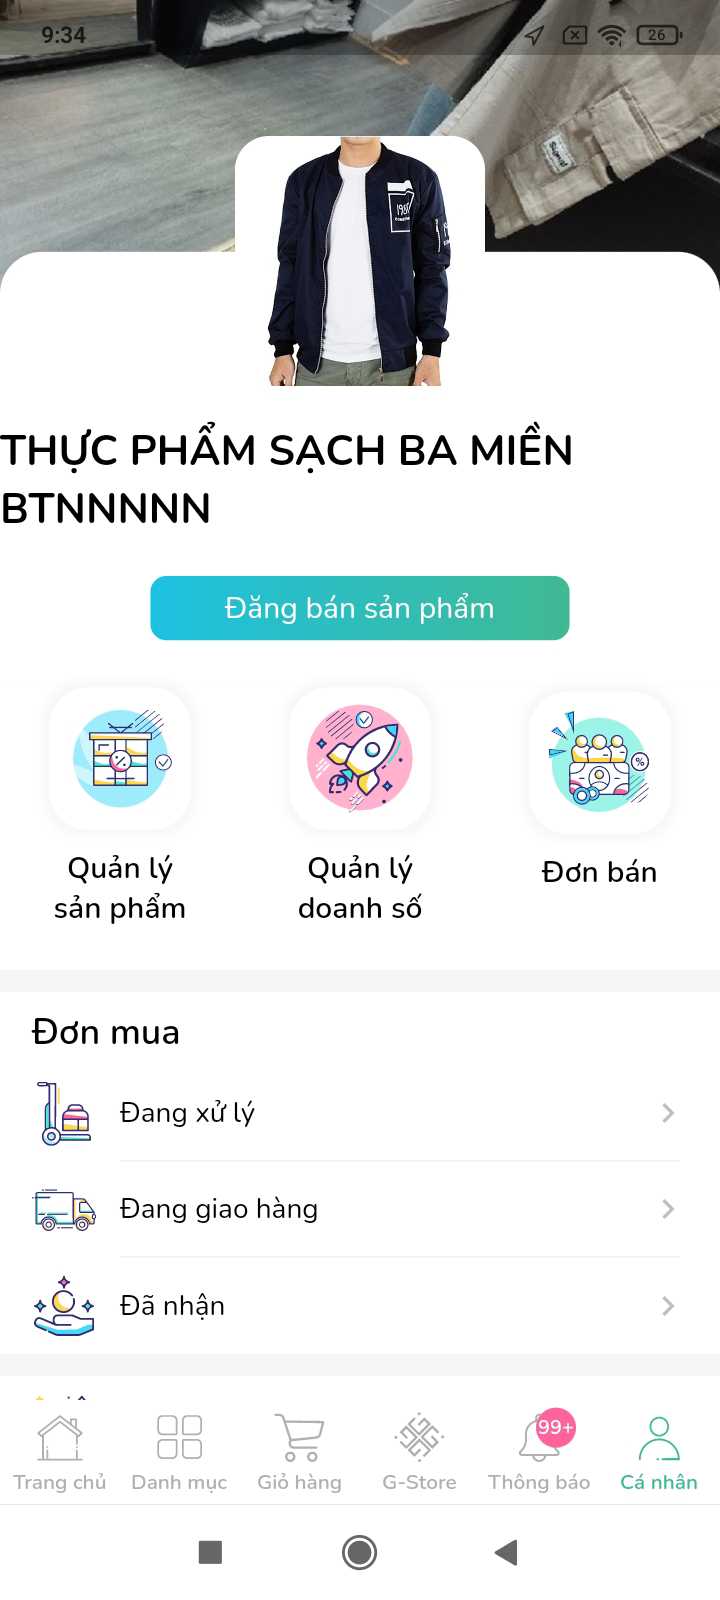 9:34
26
THỰC PHẨM SẠCH BA MIỀN
BTNNNNN
Đăng bán sản phẩm
Quản lý
sản phẩm
Quản lý
doanh số
Đơn bán
Đơn mua
Đang xử lý
Đang giao hàng
Đã nhận
99+
Trang chủ
Danh mục
Giỏ hàng
G-Store
Thông báo
Cá nhân